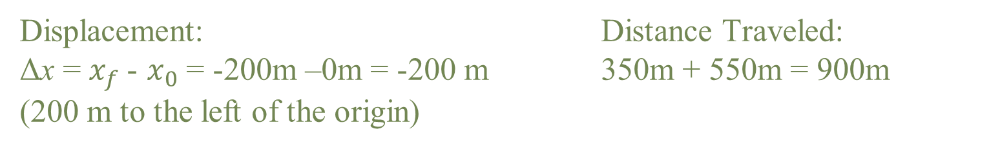 Displacement:
Δx = x_f - x_0 = -200m –0m = -200 m
(200 m to the left of the origin)
Distance Traveled:
350m + 550m = 900m